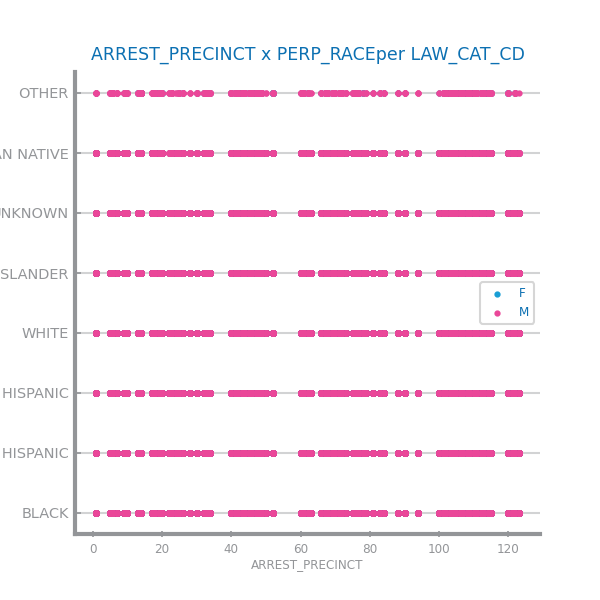 ARREST_PRECINCT x PERP_RACEper LAW_CAT_CD
OTHER
AN NATIVE
UNKNOWN
ISLANDER
F
M
WHITE
HISPANIC
HISPANIC
BLACK
0 20 40 60 80 100 120
ARREST_PRECINCT